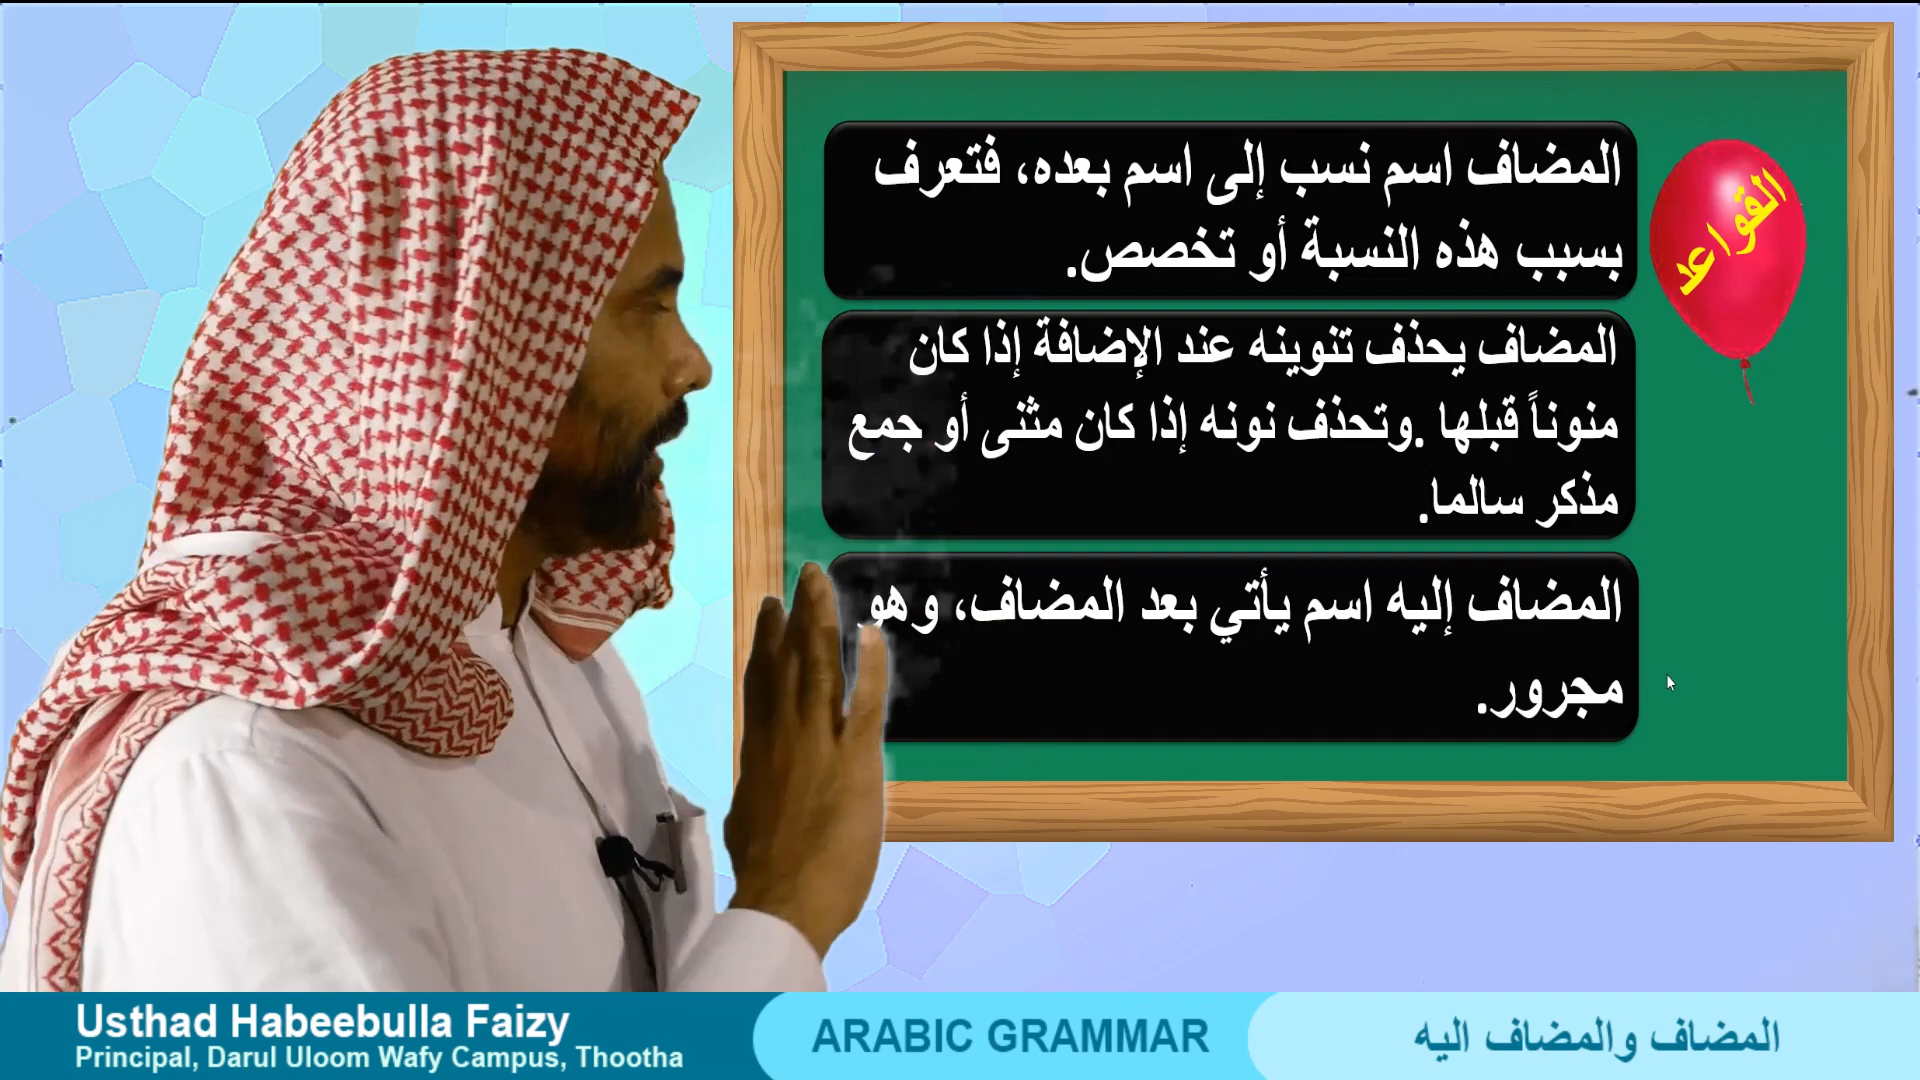 المضاف اسم نسب إلى اسم بعده، فتعرف
بسبب هذه النسبة أو تخصص.
القواعد
المضاف يحذف تنوينه عند الإضافة إذا كان
منوناً قبلها .وتحذف نونه إذا كان مثنى أو جمع
مذكر سالما.
المضاف إليه اسم يأتي بعد المضاف، وهو
مجرور.
Usthad Habeebulla Faizy
Principal, Darul Uloom Wafy Campus, Thootha
ARABIC GRAMMAR
المضاف والمضاف اليه